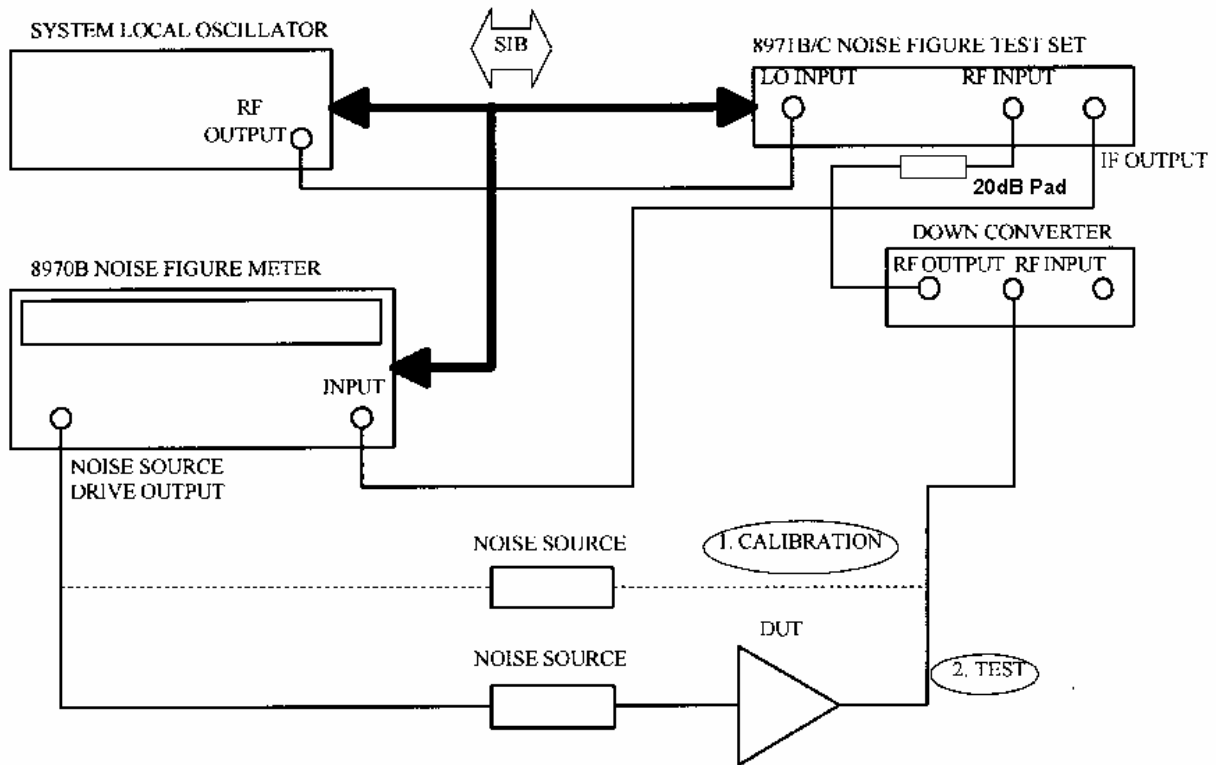 SYSTEM LOCAL OSCILLATOR
SIB
8971B/C NOISE FIGURE TEST SET
LO INPUT
RF INPUT
RF
OUTPUT
IF OUTPUT
20dB Pad
DOWN CONVERTER
RF OUTPUT
RF INPUT
8970B NOISE FIGURE METER
INPUT
NOISE SOURCE
DRIVE OUTPUT
NOISE SOURCE
1. CALIBRATION
DUT
NOISE SOURCE
2. TEST